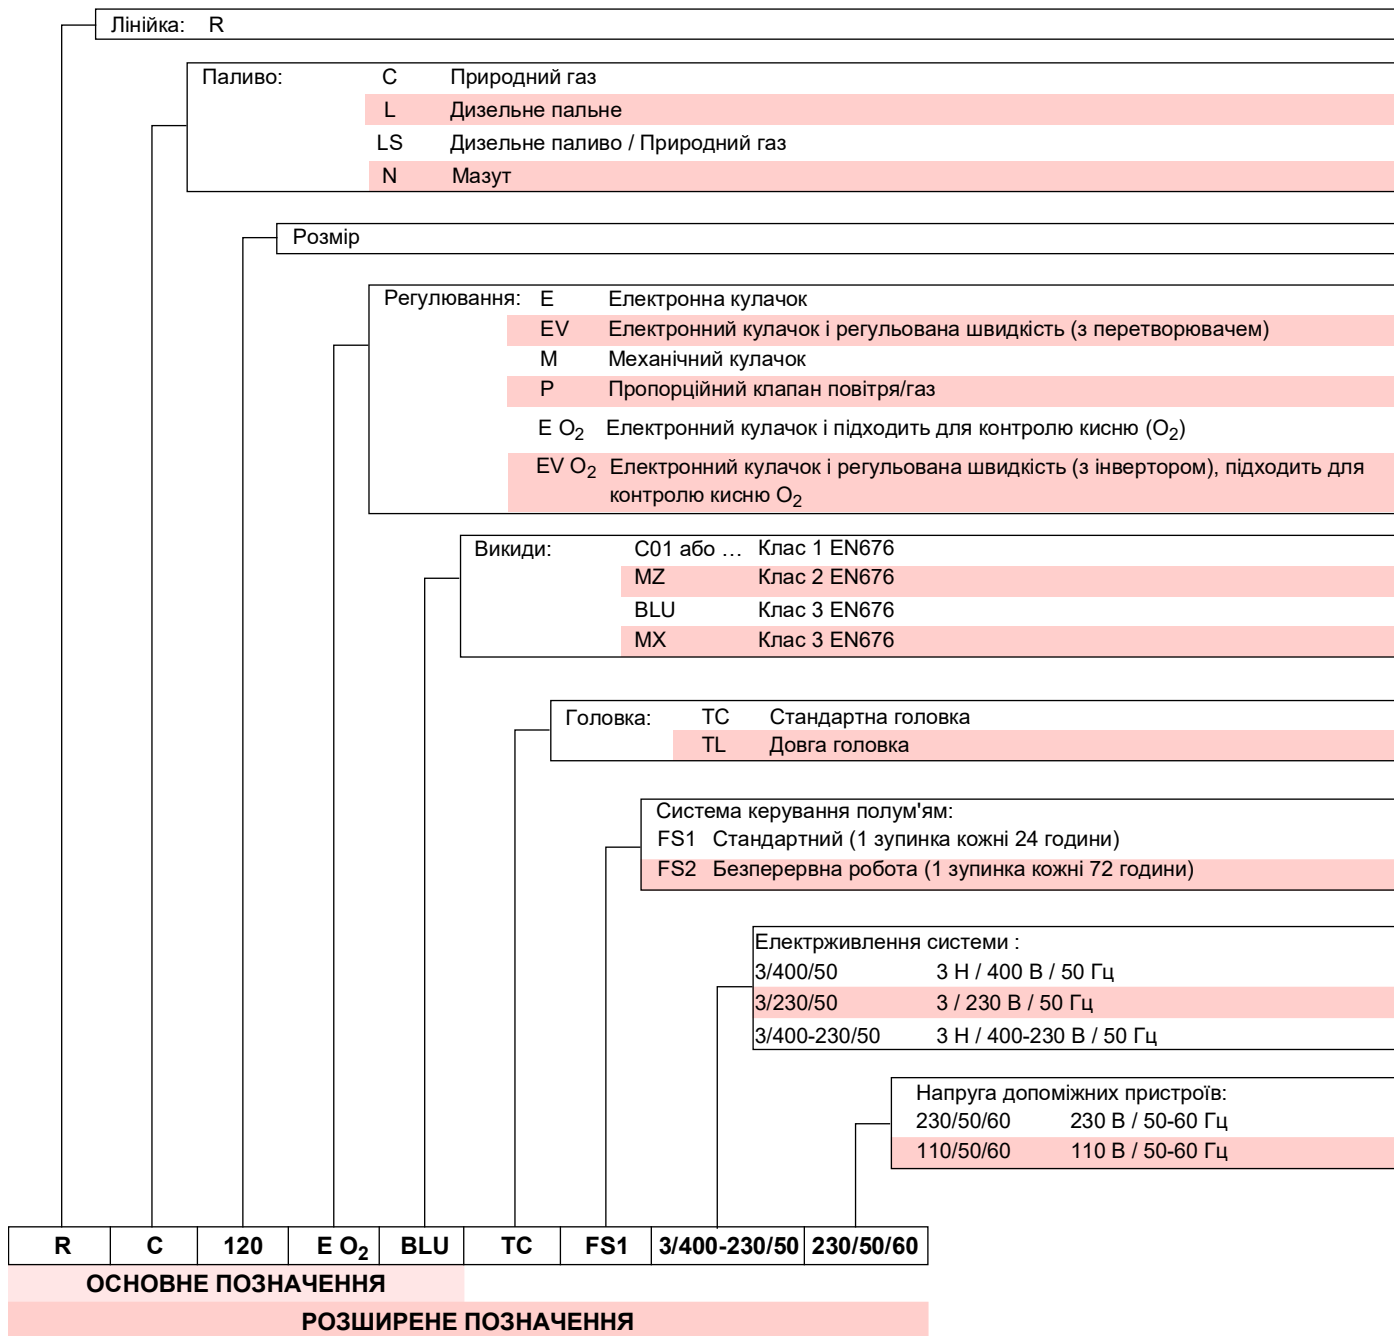 Лінійка: R
Паливо: C Природний газ
L Дизельне пальне
LS Дизельне паливо / Природний газ
N Мазут
Розмір
Регулювання: E Електронна кулачок
EV Електронний кулачок і регульована швидкість (з перетворювачем)
M Механічний кулачок
P Пропорційний клапан повітря/газ
E O2 Електронний кулачок і підходить для контролю кисню (O2)
EV O2 Електронний кулачок і регульована швидкість (з інвертором), підходить для
контролю кисню O2
Викиди: C01 або … Клас 1 EN676
MZ Клас 2 EN676
BLU Клас 3 EN676
MX Клас 3 EN676
Головка: TC Стандартна головка
TL Довга головка
Система керування полум'ям:
FS1 Стандартний (1 зупинка кожні 24 години)
FS2 Безперервна робота (1 зупинка кожні 72 години)
Електрживлення системи :
3/400/50 3 Н / 400 В / 50 Гц
3/230/50 3 / 230 В / 50 Гц
3/400-230/50 3 Н / 400-230 В / 50 Гц
Напруга допоміжних пристроїв:
230/50/60 230 В / 50-60 Гц
110/50/60 110 В / 50-60 Гц
R C 120 E O2 BLU TC FS1 3/400-230/50 230/50/60
ОСНОВНЕ ПОЗНАЧЕННЯ
РОЗШИРЕНЕ ПОЗНАЧЕННЯ